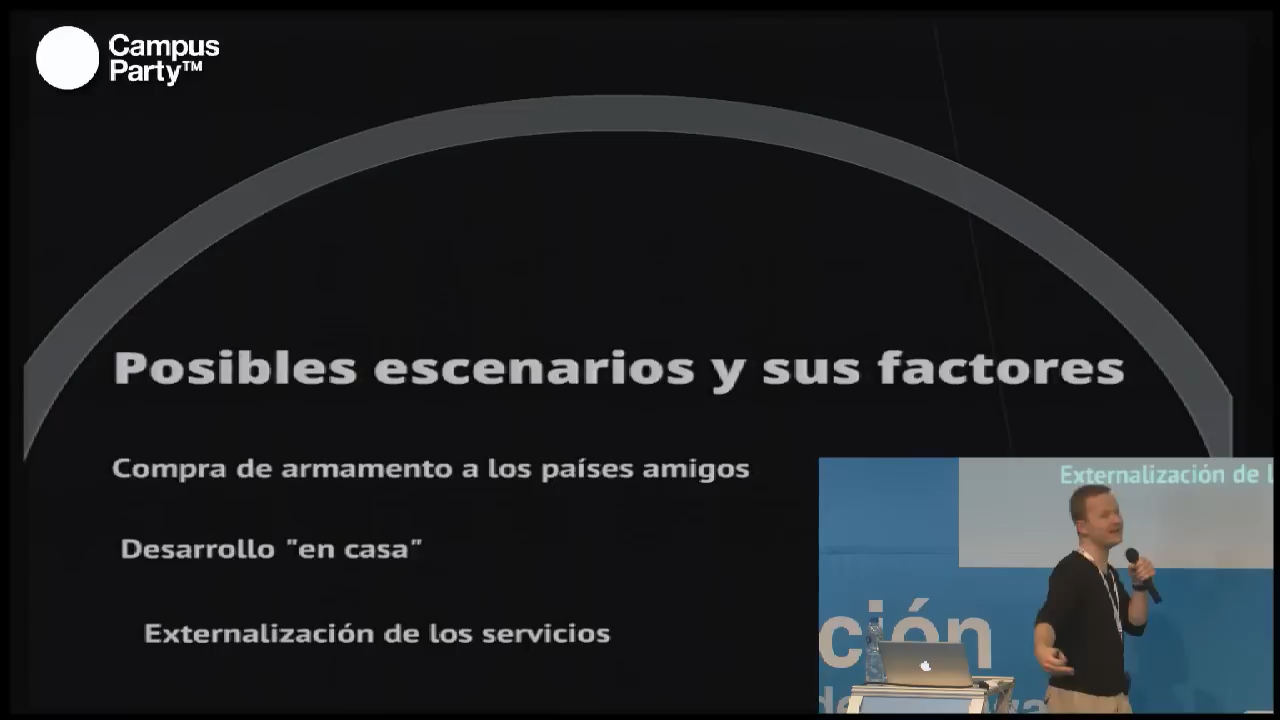 Campus
Party™
Posibles escenarios y sus factores
Compra de armamento a los países amigos
Desarrollo "en casa"
Externalización de los servicios
Externalización de l
ción
de